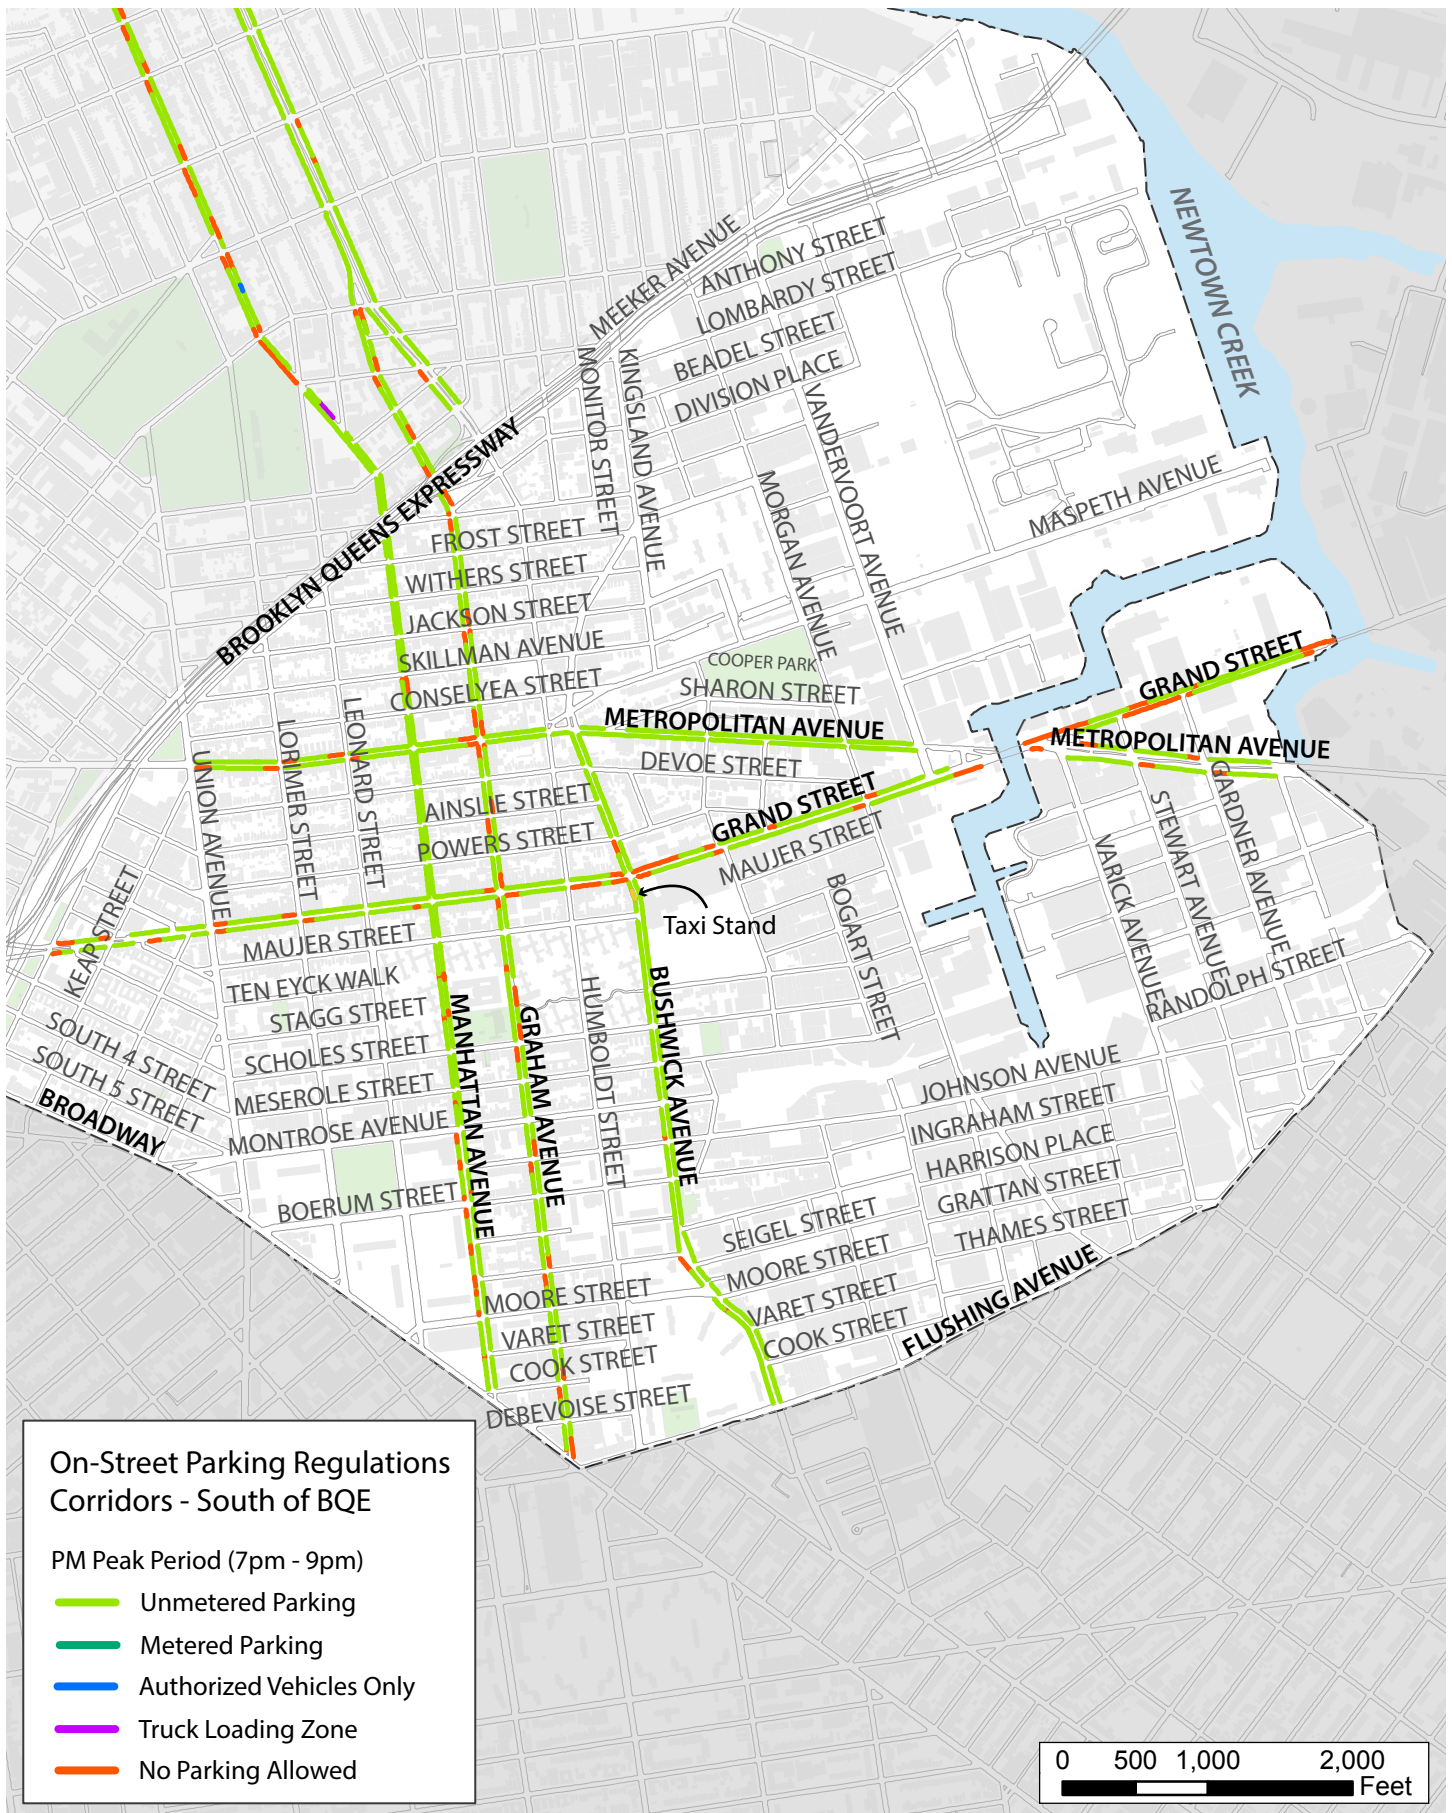 NEWTOWN CREEK
MEEKER AVENUE
ANTHONY STREET
LOMBARDY STREET
BEADEL STREET
DIVISION PLACE
MONITOR STREET
KINGSLAND AVENUE
VANDERVOORT AVENUE
MORGAN AVENUE
MASPETH AVENUE
BROOKLYN QUEENS EXPRESSWAY
FROST STREET
WITHERS STREET
JACKSON STREET
SKILLMAN AVENUE
CONSELYEA STREET
COOPER PARK
SHARON STREET
GRAND STREET
METROPOLITAN AVENUE
METROPOLITAN AVENUE
DEVOE STREET
UNION AVENUE
LORIMER STREET
LEONARD STREET
AINSLIE STREET
POWERS STREET
GRAND STREET
MAUJER STREET
Taxi Stand
KEAP STREET
MAUJER STREET
TEN EYCK WALK
STAGG STREET
SCHOLES STREET
MESEROLE STREET
MONTROSE AVENUE
SOUTH 4 STREET
SOUTH 5 STREET
BROADWAY
BOERUM STREET
MANHATTAN AVENUE
GRAHAM AVENUE
HUMBOLDT STREET
BUSHWICK AVENUE
BOGART STREET
VARICK AVENUE
STEWART AVENUE
GARDNER AVENUE
RANDOLPH STREET
JOHNSON AVENUE
INGRAHAM STREET
HARRISON PLACE
GRATTAN STREET
THAMES STREET
SEIGEL STREET
MOORE STREET
VARET STREET
COOK STREET
FLUSHING AVENUE
MOORE STREET
VARET STREET
COOK STREET
DEBEVOISE STREET
On-Street Parking Regulations
Corridors - South of BQE
PM Peak Period (7pm - 9pm)
Unmetered Parking
Metered Parking
Authorized Vehicles Only
Truck Loading Zone
No Parking Allowed
0 500 1,000 2,000
Feet